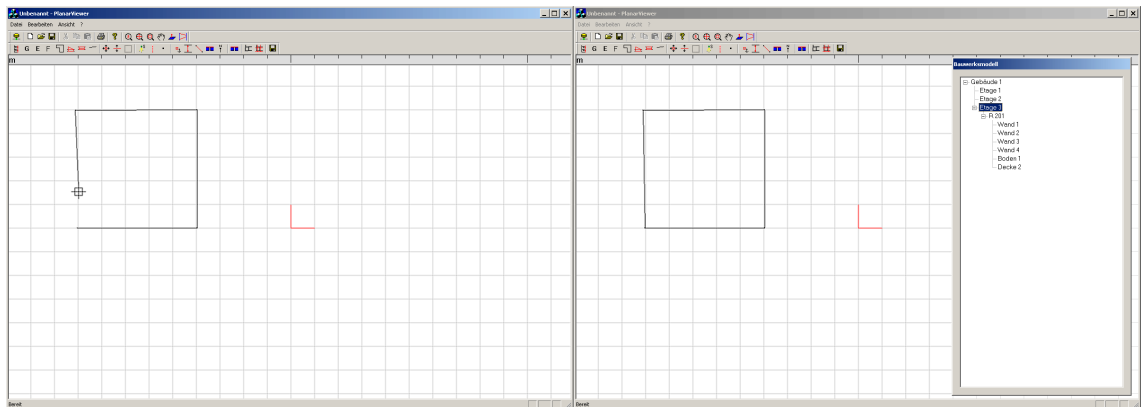 Unbenannt - PlanarViewer
Datei Bearbeiten Ansicht ?
G E F
m
Bereit
Unbenannt - PlanarViewer
Datei Bearbeiten Ansicht ?
G E F
m
Bauwerksmodell
Gebäude 1
Etage 1
Etage 2
Etage 3
R 201
Wand 1
Wand 2
Wand 3
Wand 4
Boden 1
Decke 2
Bereit